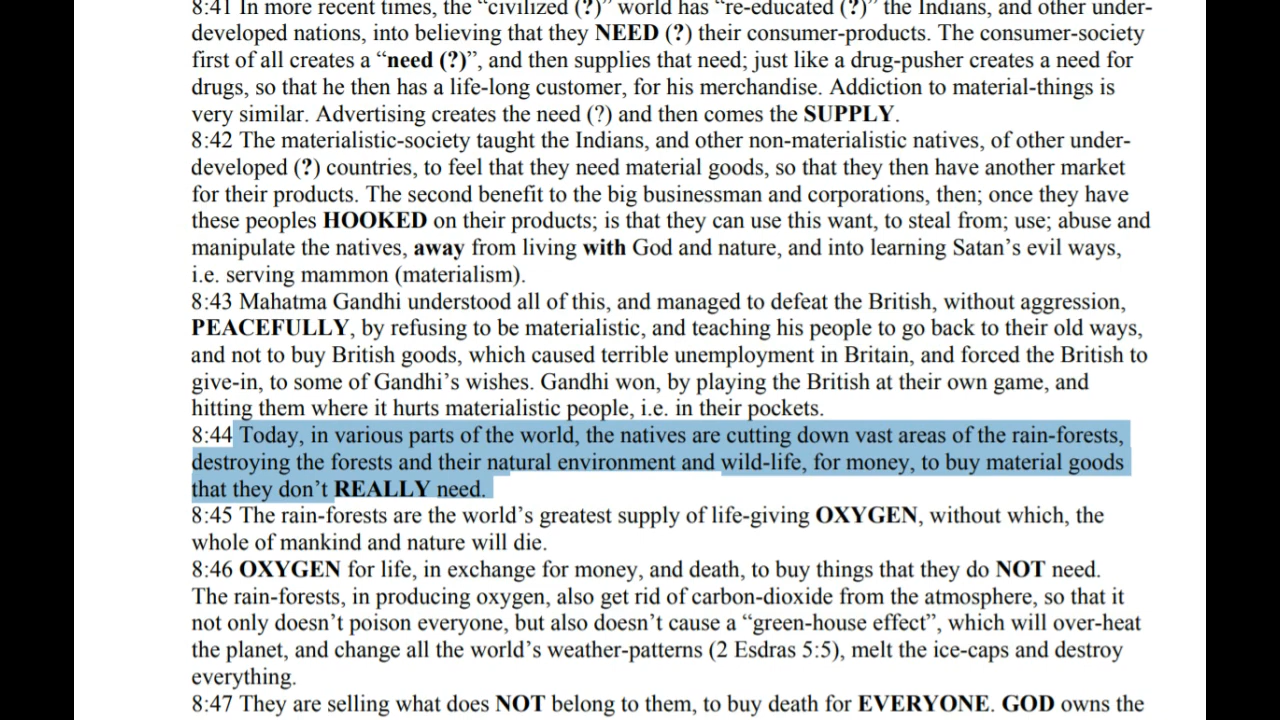 8:41 In more recent times, the “civilized (?)” world has “re-educated (?)” the Indians, and other under-
developed nations, into believing that they NEED (?) their consumer-products. The consumer-society
first of all creates a “need (?)”, and then supplies that need; just like a drug-pusher creates a need for
drugs, so that he then has a life-long customer, for his merchandise. Addiction to material-things is
very similar. Advertising creates the need (?) and then comes the SUPPLY.
8:42 The materialistic-society taught the Indians, and other non-materialistic natives, of other under-
developed (?) countries, to feel that they need material goods, so that they then have another market
for their products. The second benefit to the big businessman and corporations, then; once they have
these peoples HOOKED on their products; is that they can use this want, to steal from; use; abuse and
manipulate the natives, away from living with God and nature, and into learning Satan’s evil ways,
i.e. serving mammon (materialism).
8:43 Mahatma Gandhi understood all of this, and managed to defeat the British, without aggression,
PEACEFULLY, by refusing to be materialistic, and teaching his people to go back to their old ways,
and not to buy British goods, which caused terrible unemployment in Britain, and forced the British to
give-in, to some of Gandhi’s wishes. Gandhi won, by playing the British at their own game, and
hitting them where it hurts materialistic people, i.e. in their pockets.
8:44 Today, in various parts of the world, the natives are cutting down vast areas of the rain-forests,
destroying the forests and their natural environment and wild-life, for money, to buy material goods
that they don’t REALLY need.
8:45 The rain-forests are the world’s greatest supply of life-giving OXYGEN, without which, the
whole of mankind and nature will die.
8:46 OXYGEN for life, in exchange for money, and death, to buy things that they do NOT need.
The rain-forests, in producing oxygen, also get rid of carbon-dioxide from the atmosphere, so that it
not only doesn’t poison everyone, but also doesn’t cause a “green-house effect”, which will over-heat
the planet, and change all the world’s weather-patterns (2 Esdras 5:5), melt the ice-caps and destroy
everything.
8:47 They are selling what does NOT belong to them, to buy death for EVERYONE. GOD owns the